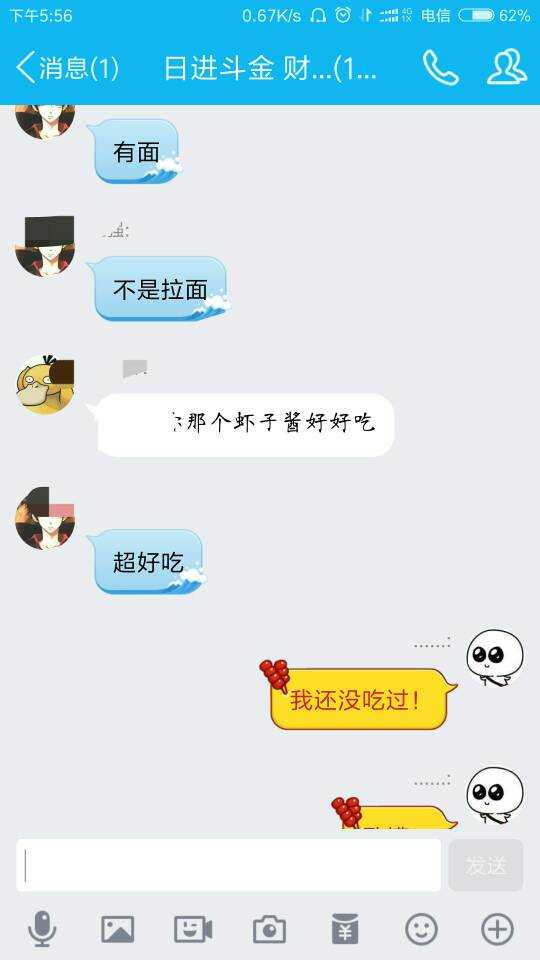 下午5:56 0.67K/s 4G 1X 电信 62%
消息(1) 日进斗金 财...(1...
有面
不是拉面
那个虾子酱好好吃
超好吃
......:
我还没吃过!
......:
发送